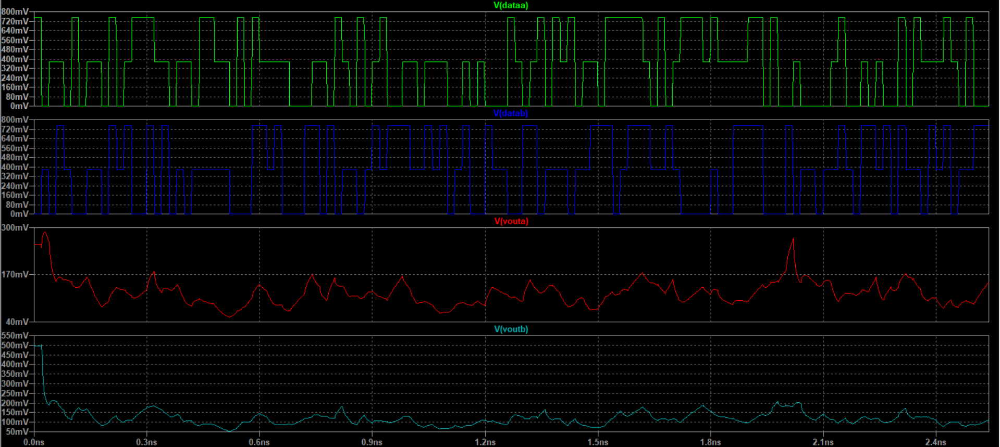 V(dataa)
800mV
720mV
640mV
560mV
480mV
400mV
320mV
240mV
160mV
80mV
0mV
V(datab)
800mV
720mV
640mV
560mV
480mV
400mV
320mV
240mV
160mV
80mV
0mV
V(vouta)
300mV
170mV
40mV
V(voutb)
550mV
500mV
450mV
400mV
350mV
300mV
250mV
200mV
150mV
100mV
50mV
0.0ns 0.3ns 0.6ns 0.9ns 1.2ns 1.5ns 1.8ns 2.1ns 2.4ns